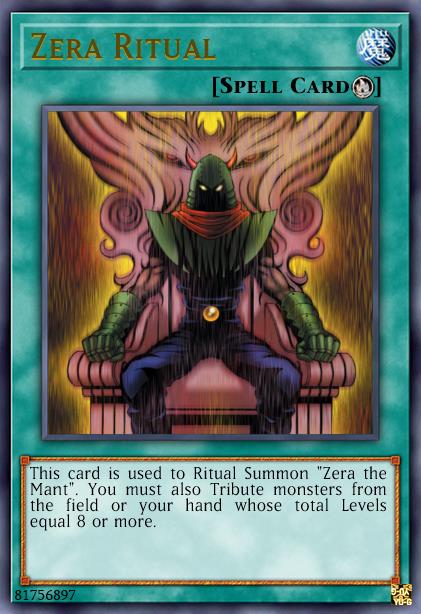 Zera Ritual
魔
[Spell Card]
This card is used to Ritual Summon "Zera the
Mant". You must also Tribute monsters from
the field or your hand whose total Levels
equal 8 or more.
81756897